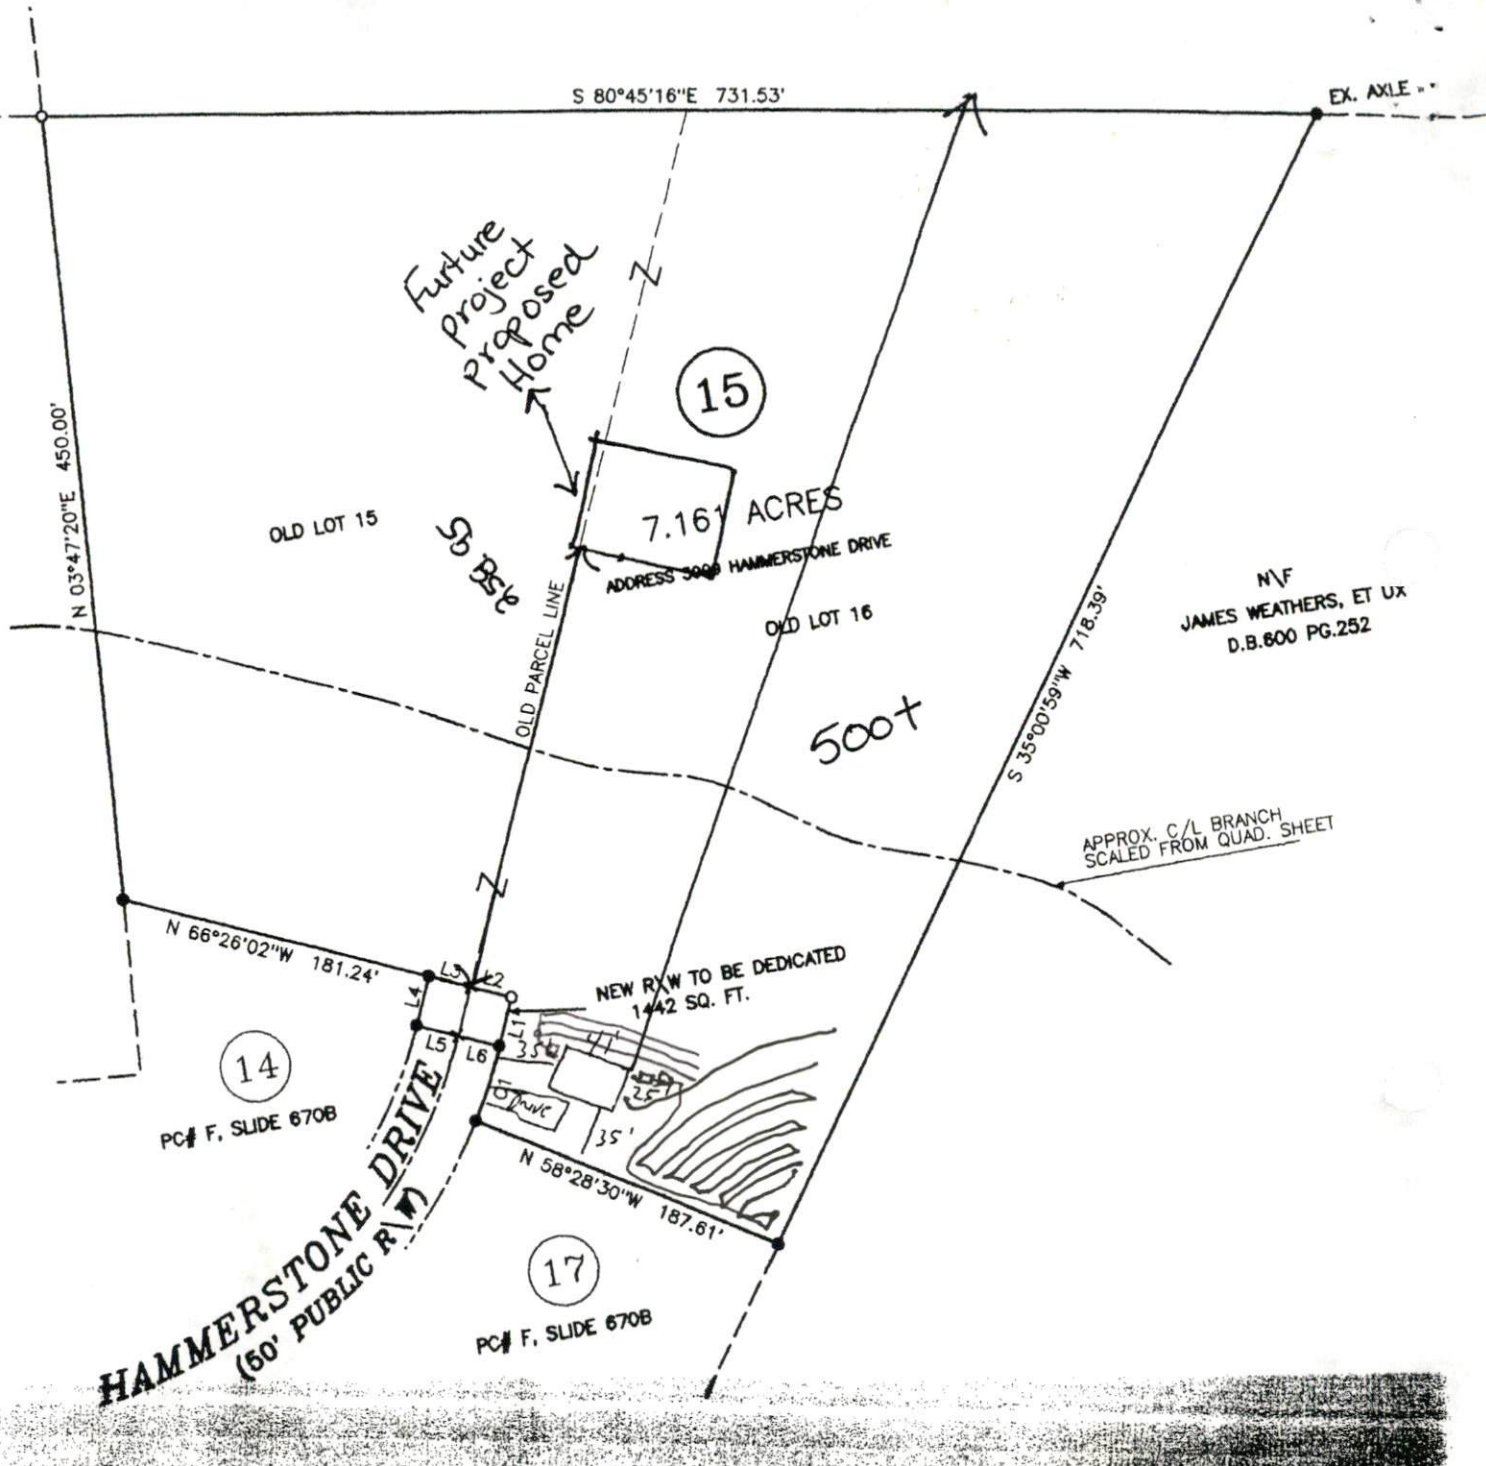 S 80°45'16"E 731.53'
EX. AXLE
Furture
project
proposed
Home
15
N 03°47'20"E 450.00'
OLD LOT 15
7.161 ACRES
ADDRESS HAMMERSTONE DRIVE
OLD PARCEL LINE
OLD LOT 16
N\F
JAMES WEATHERS, ET UX
D.B.600 PG.252
S 35°00'59"W 718.39'
500+
APPROX. C/L BRANCH
SCALED FROM QUAD. SHEET
N 66°26'02"W 181.24'
L3
L2
L4
L1
L5
L6
NEW R\W TO BE DEDICATED
1442 SQ. FT.
41'
25'
Drive
35'
14
PC# F, SLIDE 670B
N 58°28'30"W 187.61'
17
PC# F, SLIDE 670B
HAMMERSTONE DRIVE
(50' PUBLIC R\W)